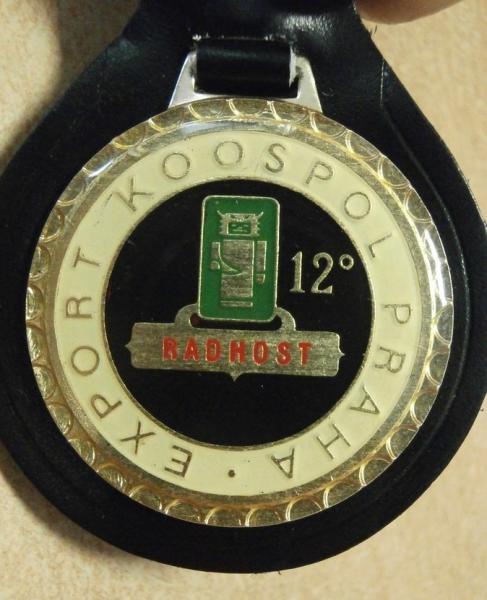 EXPORT KOOSPOL PRAHA ·
12°
RADHOST